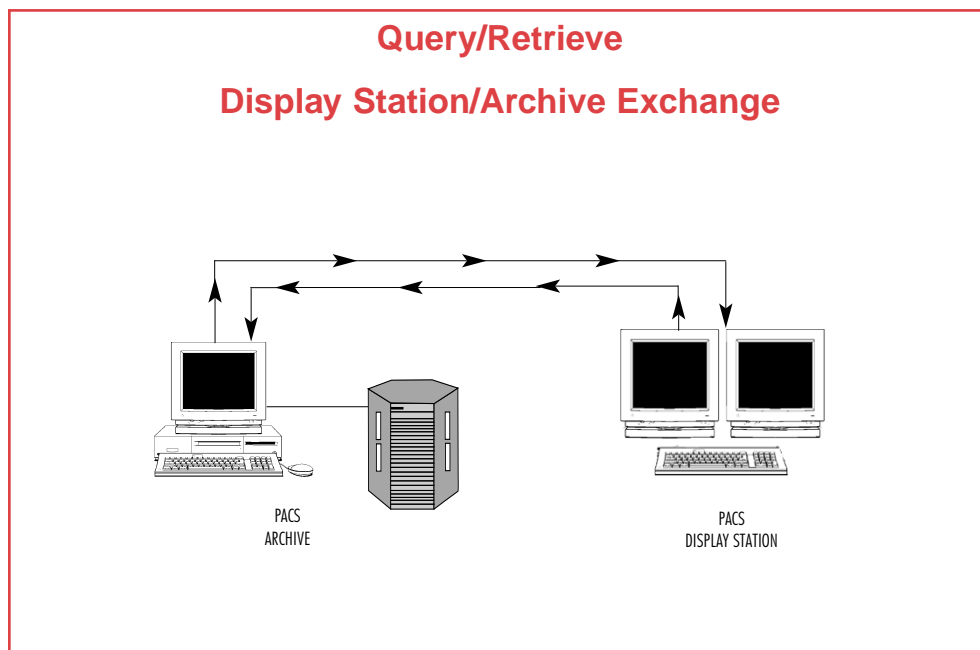 Query/Retrieve
Display Station/Archive Exchange
PACS
ARCHIVE
PACS
DISPLAY STATION